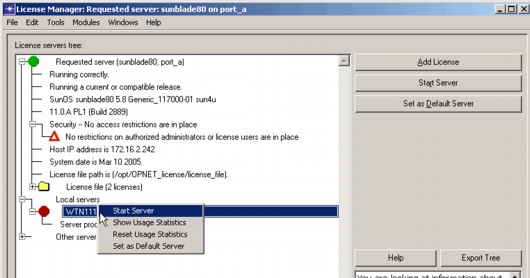 License Manager: Requested server: sunblade80 on port_a
File Edit Tools Modules Windows Help
License servers tree:
Requested server (sunblade80, port_a)
Running correctly.
Running a current or compatible release.
SunOS sunblade80 5.8 Generic_117000-01 sun4u
11.0.A PL1 (Build 2889)
Security -- No access restrictions are in place
No restrictions on authorized administrators or license users are in place
Host IP address is 172.16.2.242
System date is Mar 10 2005.
License file path is (/opt/OPNET_license/license_file).
License file (2 licenses)
Local servers
WTN111
Server proc
Other server
Start Server
Show Usage Statistics
Reset Usage Statistics
Set as Default Server
Add License
Start Server
Set as Default Server
Help
Export Tree
You are looking at information about